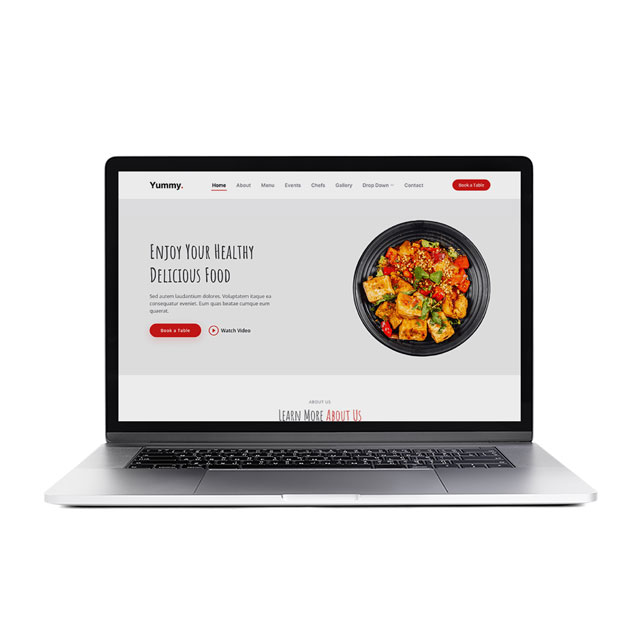 Yummy. Home About Menu Events Chefs Gallery Drop Down Contact Book a Table
Enjoy Your Healthy
Delicious Food
Sed autem laudantium dolores. Voluptatem itaque ea
consequatur eveniet. Eum quas beatae cumque eum
quaerat.
Book a Table Watch Video
ABOUT US
Learn More About Us